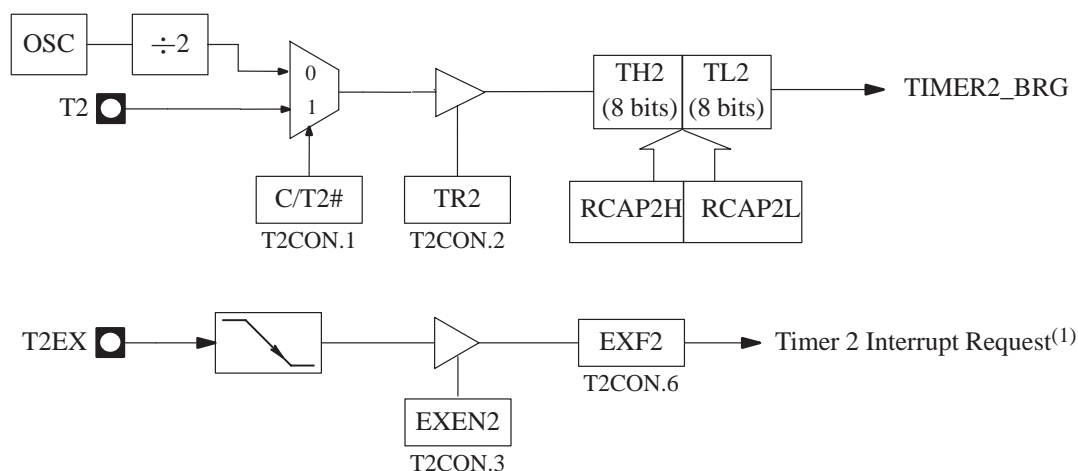 OSC
÷2
T2
0
1
TH2
(8 bits)
TL2
(8 bits)
TIMER2_BRG
C/T2#
T2CON.1
TR2
T2CON.2
RCAP2H
RCAP2L
T2EX
EXF2
T2CON.6
Timer 2 Interrupt Request(1)
EXEN2
T2CON.3